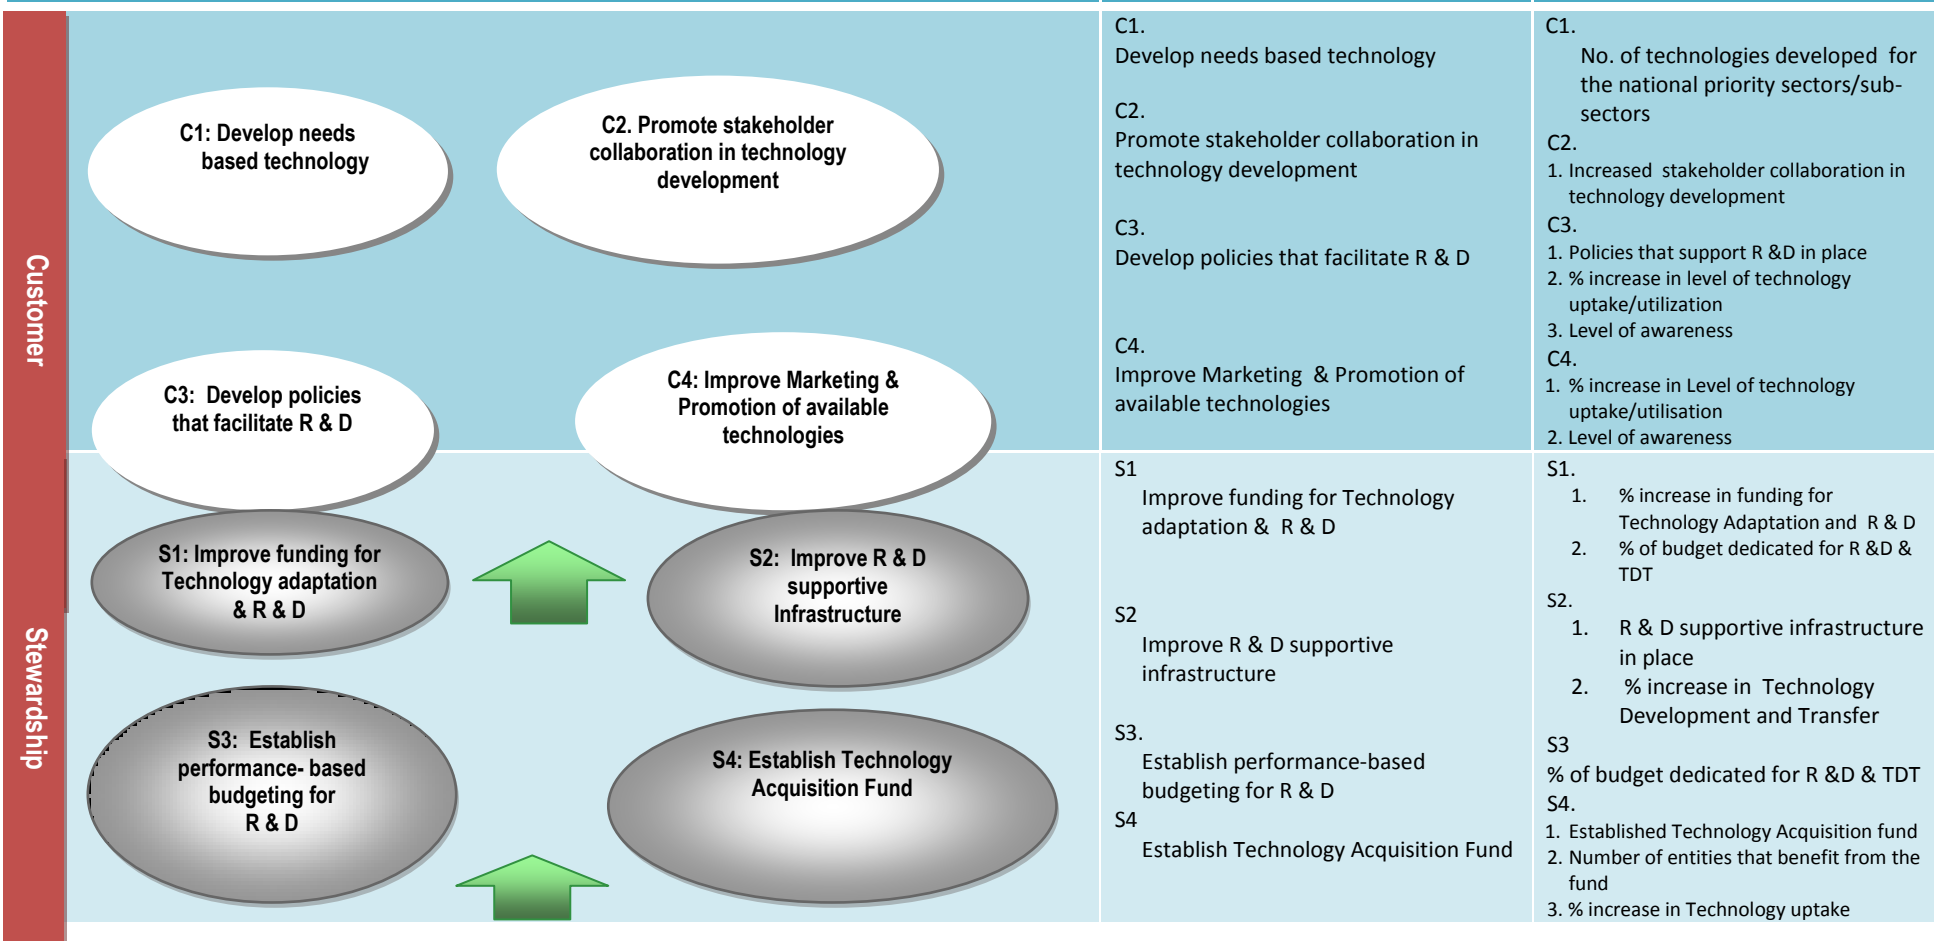 Customer
C1: Develop needs
based technology
C2. Promote stakeholder
collaboration in technology
development
C3:  Develop policies
that facilitate R & D
C4: Improve Marketing &
Promotion of available
technologies
C1.
Develop needs based technology
C2.
Promote stakeholder collaboration in
technology development
C3.
Develop policies that facilitate R & D
C4.
Improve Marketing  & Promotion of
available technologies
C1.
No. of technologies developed  for
the national priority sectors/sub-
sectors
C2.
1. Increased  stakeholder collaboration in
technology development
C3.
1. Policies that support R &D in place
2. % increase in level of technology
uptake/utilization
3. Level of awareness
C4.
1. % increase in Level of technology
uptake/utilisation
2. Level of awareness
Stewardship
S1: Improve funding for
Technology adaptation
& R & D
S2:  Improve R & D
supportive
Infrastructure
S3:  Establish
performance- based
budgeting for
R & D
S4: Establish Technology
Acquisition Fund
S1
Improve funding for Technology
adaptation &  R & D
S2
Improve R & D supportive
infrastructure
S3.
Establish performance-based
budgeting for R & D
S4
Establish Technology Acquisition Fund
S1.
1. % increase in funding for
Technology Adaptation and  R & D
2. % of budget dedicated for R &D &
TDT
S2.
1. R & D supportive infrastructure
in place
2. % increase in  Technology
Development and Transfer
S3
% of budget dedicated for R &D & TDT
S4.
1. Established Technology Acquisition fund
2. Number of entities that benefit from the
fund
3. % increase in Technology uptake